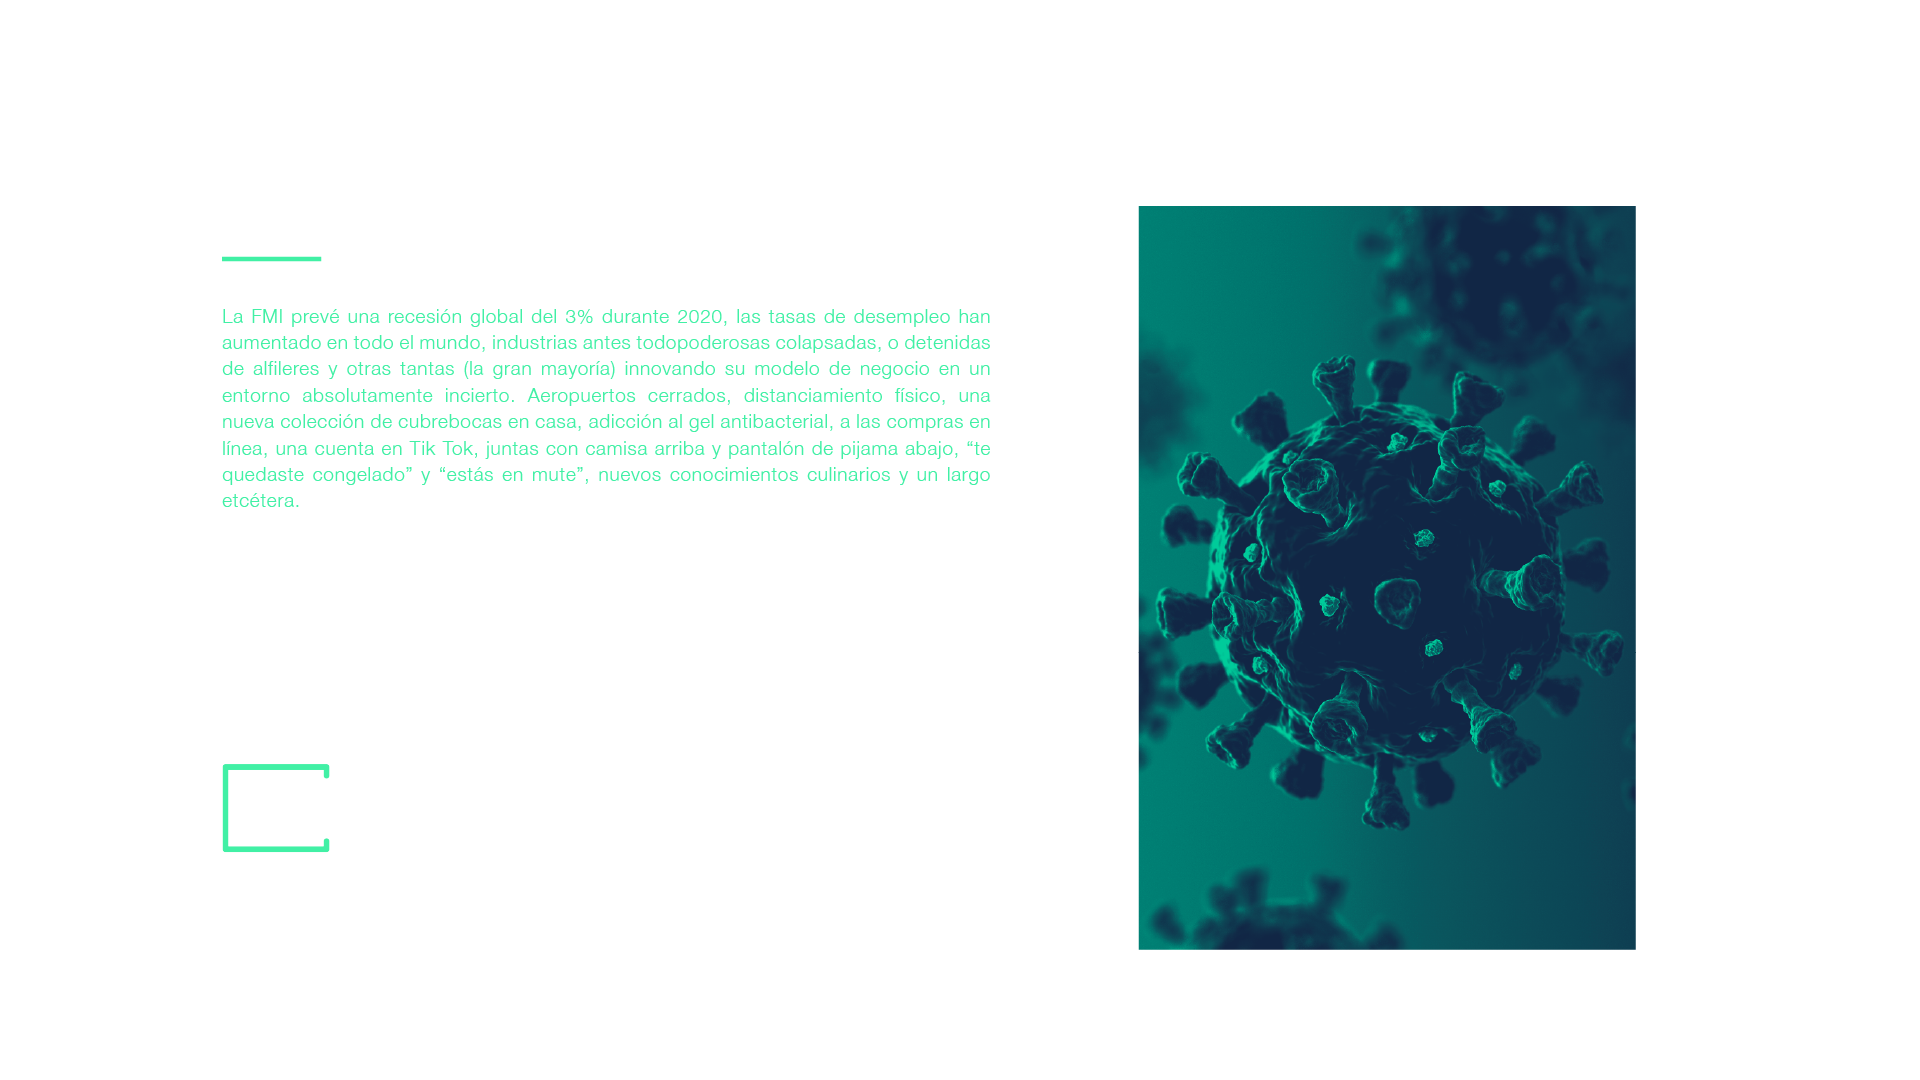 La FMI prevé una recesión global del 3% durante 2020, las tasas de desempleo han
aumentado en todo el mundo, industrias antes todopoderosas colapsadas, o detenidas
de alfileres y otras tantas (la gran mayoría) innovando su modelo de negocio en un
entorno absolutamente incierto. Aeropuertos cerrados, distanciamiento físico, una
nueva colección de cubrebocas en casa, adicción al gel antibacterial, a las compras en
línea, una cuenta en Tik Tok, juntas con camisa arriba y pantalón de pijama abajo, “te
quedaste congelado” y “estás en mute”, nuevos conocimientos culinarios y un largo
etcétera.